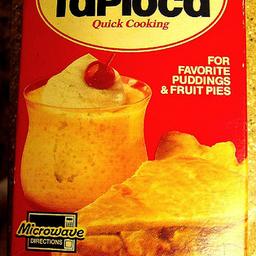 Tapioca
Quick Cooking
FOR
FAVORITE
PUDDINGS
& FRUIT PIES
Microwave
DIRECTIONS